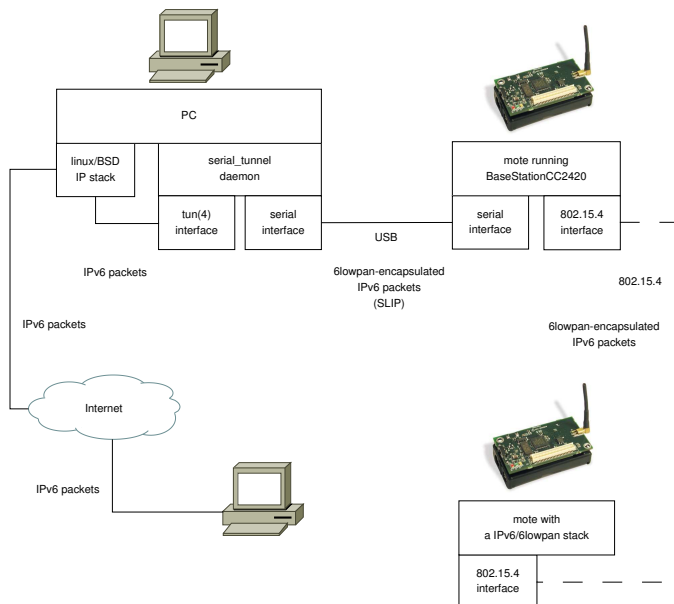 PC
linux/BSD
IP stack
serial_tunnel
daemon
tun(4)
interface
serial
interface
mote running
BaseStationCC2420
serial
interface
802.15.4
interface
USB
IPv6 packets
6lowpan-encapsulated
IPv6 packets
(SLIP)
802.15.4
IPv6 packets
6lowpan-encapsulated
IPv6 packets
Internet
IPv6 packets
mote with
a IPv6/6lowpan stack
802.15.4
interface